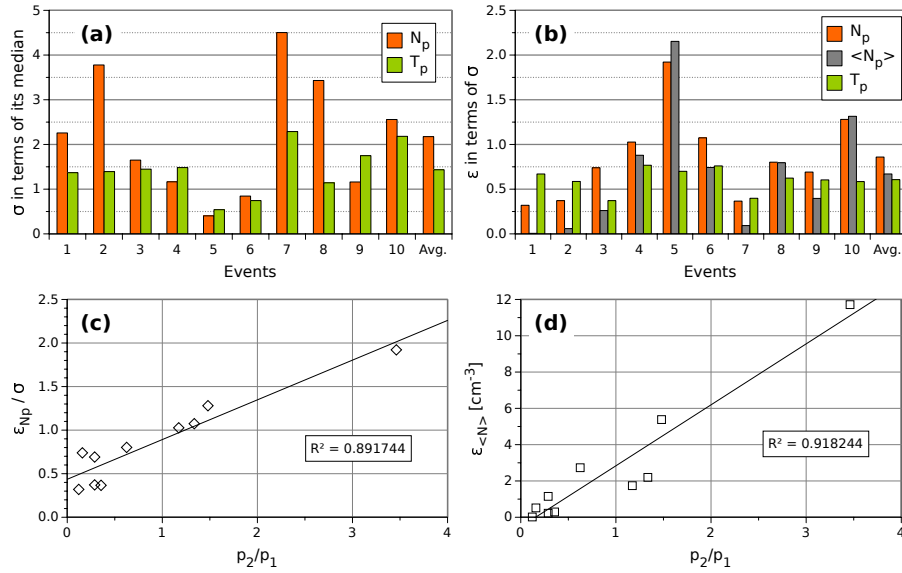 (a)
N_p
T_p
σ in terms of its median
5
4
3
2
1
0
1 2 3 4 5 6 7 8 9 10 Avg.
Events
(b)
N_p
<N_p>
T_p
ε in terms of σ
2.5
2.0
1.5
1.0
0.5
0.0
1 2 3 4 5 6 7 8 9 10 Avg.
Events
(c)
ε_Np / σ
2.5
2.0
1.5
1.0
0.5
0.0
R² = 0.891744
0 1 2 3 4
p₂/p₁
(d)
ε_<N> [cm⁻³]
12
10
8
6
4
2
0
R² = 0.918244
0 1 2 3 4
p₂/p₁